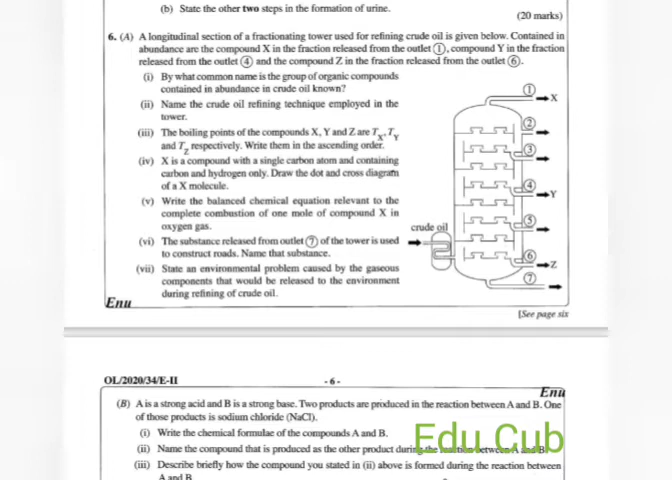 (b) State the other two steps in the formation of urine.
(20 marks)
6. (A) A longitudinal section of a fractionating tower used for refining crude oil is given below. Contained in
abundance are the compound X in the fraction released from the outlet ①, compound Y in the fraction
released from the outlet ④ and the compound Z in the fraction released from the outlet ⑥.
(i) By what common name is the group of organic compounds
contained in abundance in crude oil known?
(ii) Name the crude oil refining technique employed in the
tower.
(iii) The boiling points of the compounds X, Y and Z are Tx, TY
and Tz respectively. Write them in the ascending order.
(iv) X is a compound with a single carbon atom and containing
carbon and hydrogen only. Draw the dot and cross diagram
of a X molecule.
(v) Write the balanced chemical equation relevant to the
complete combustion of one mole of compound X in
oxygen gas.
(vi) The substance released from outlet ⑦ of the tower is used
to construct roads. Name that substance.
(vii) State an environmental problem caused by the gaseous
components that would be released to the environment
during refining of crude oil.
①
X
②
③
④
Y
crude oil
⑤
⑥
Z
⑦
Enu
[See page six
OL/2020/34/E-II
- 6 -
Enu
(B) A is a strong acid and B is a strong base. Two products are produced in the reaction between A and B. One
of those products is sodium chloride (NaCl).
(i) Write the chemical formulae of the compounds A and B.
(ii) Name the compound that is produced as the other product during the reaction between A and B.
(iii) Describe briefly how the compound you stated in (ii) above is formed during the reaction between
A and B
Edu Cub